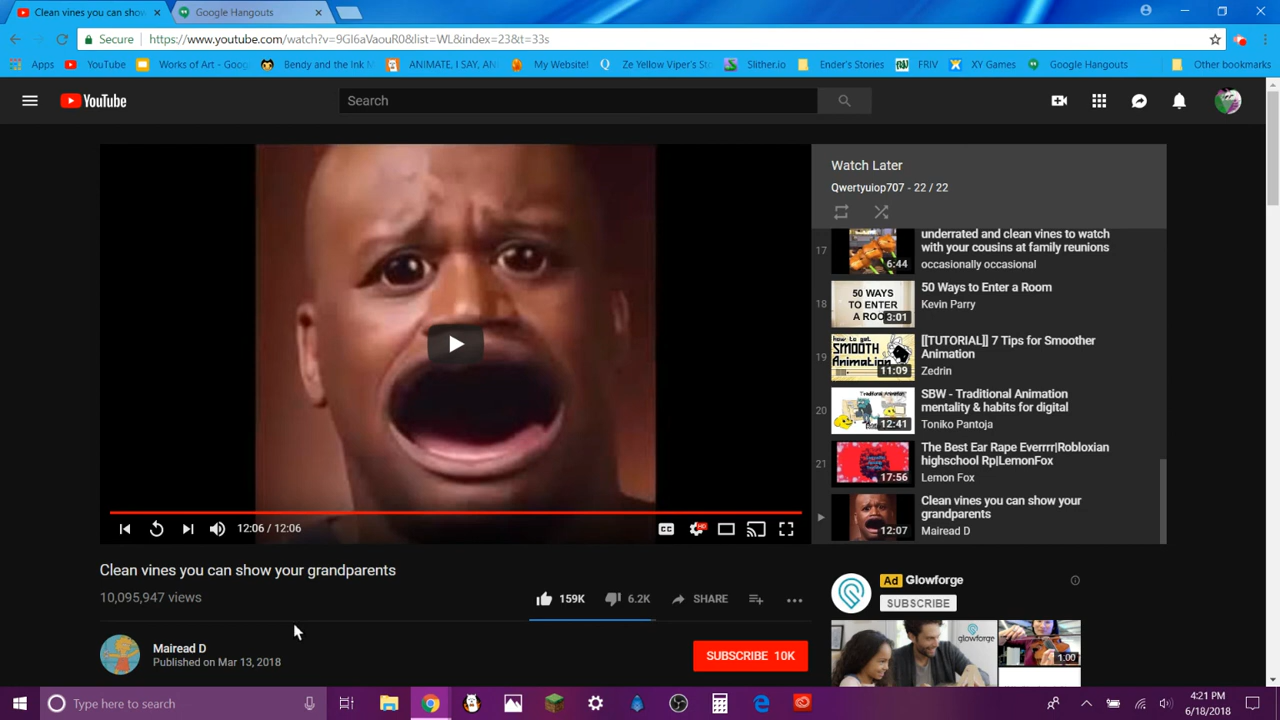 Clean vines you can show
Google Hangouts
Secure
https://www.youtube.com/watch?v=9GI6aVaouR0&list=WL&index=23&t=33s
Apps
YouTube
Works of Art - Goog
Bendy and the Ink M
ANIMATE, I SAY, AN
My Website!
Ze Yellow Viper's St
Slither.io
Ender's Stories
FRIV
XY Games
Google Hangouts
Other bookmarks
YouTube
Search
Watch Later
Qwertyuiop707 - 22 / 22
17
underrated and clean vines to watch
with your cousins at family reunions
occasionally occasional
6:44
18
50 WAYS
TO ENTER
A ROOM
3:01
50 Ways to Enter a Room
Kevin Parry
19
how to get
SMOOTH
Animation
11:09
[[TUTORIAL]] 7 Tips for Smoother
Animation
Zedrin
20
Traditional Animation
12:41
SBW - Traditional Animation
mentality & habits for digital
Toniko Pantoja
21
17:56
The Best Ear Rape Everrrr|Robloxian
highschool Rp|LemonFox
Lemon Fox
12:07
Clean vines you can show your
grandparents
Mairead D
12:06 / 12:06
CC
HD
Clean vines you can show your grandparents
10,095,947 views
159K
6.2K
SHARE
Mairead D
Published on Mar 13, 2018
SUBSCRIBE 10K
Ad Glowforge
SUBSCRIBE
glowforge
1:00
Type here to search
4:21 PM
6/18/2018